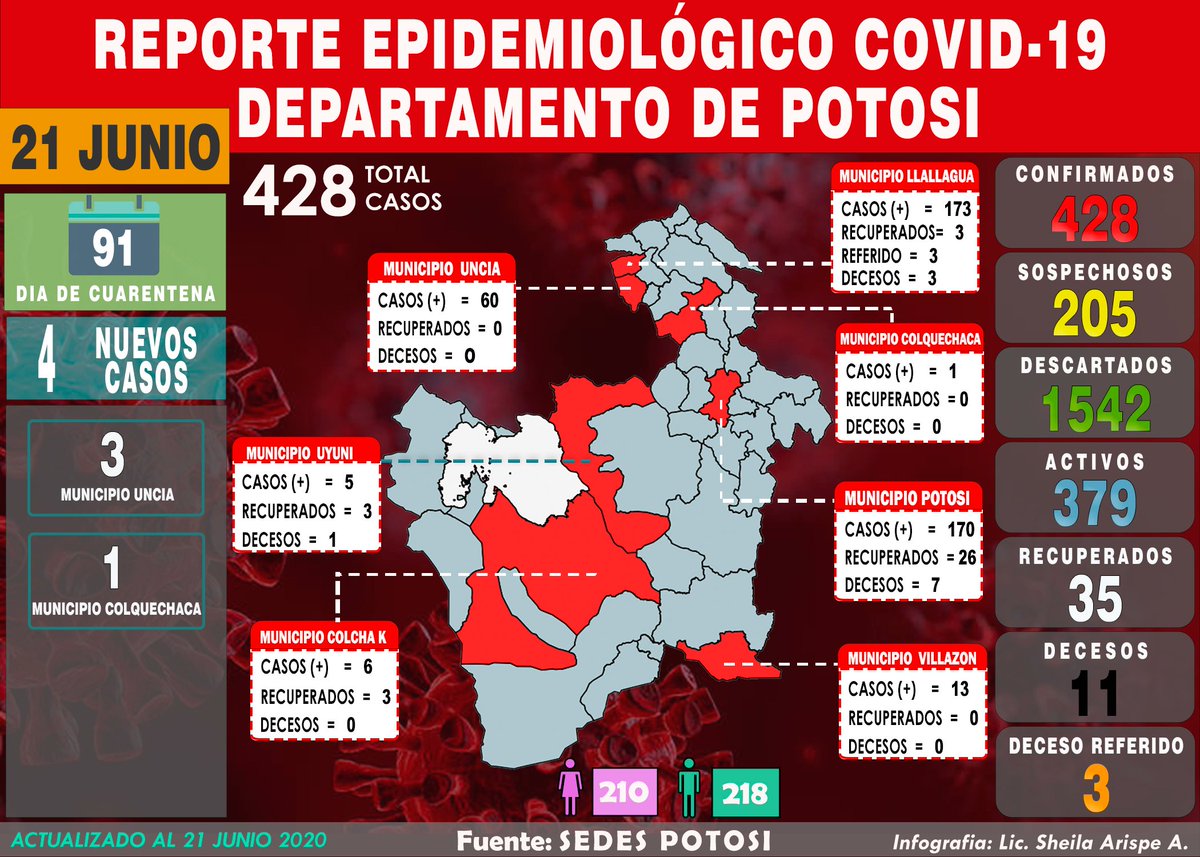 REPORTE EPIDEMIOLÓGICO COVID-19
DEPARTAMENTO DE POTOSI
21 JUNIO
91
DIA DE CUARENTENA
4 NUEVOS CASOS
3
MUNICIPIO UNCIA
1
MUNICIPIO COLQUECHACA
428 TOTAL CASOS
MUNICIPIO UNCIA
CASOS (+) = 60
RECUPERADOS = 0
DECESOS = 0
MUNICIPIO UYUNI
CASOS (+) = 5
RECUPERADOS = 3
DECESOS = 1
MUNICIPIO COLCHA K
CASOS (+) = 6
RECUPERADOS = 3
DECESOS = 0
MUNICIPIO LLALLAGUA
CASOS (+) = 173
RECUPERADOS= 3
REFERIDO = 3
DECESOS = 3
MUNICIPIO COLQUECHACA
CASOS (+) = 1
RECUPERADOS =0
DECESOS = 0
MUNICIPIO POTOSI
CASOS (+) = 170
RECUPERADOS =26
DECESOS = 7
MUNICIPIO VILLAZON
CASOS (+) = 13
RECUPERADOS = 0
DECESOS = 0
210
218
CONFIRMADOS
428
SOSPECHOSOS
205
DESCARTADOS
1542
ACTIVOS
379
RECUPERADOS
35
DECESOS
11
DECESO REFERIDO
3
ACTUALIZADO AL 21 JUNIO 2020
Fuente: SEDES POTOSI
Infografia: Lic. Sheila Arispe A.